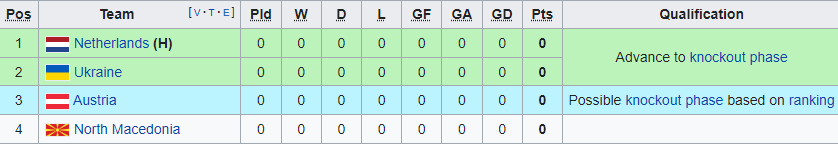 Pos Team [V·T·E] Pld W D L GF GA GD Pts Qualification
1 Netherlands (H) 0 0 0 0 0 0 0 0 Advance to knockout phase
2 Ukraine 0 0 0 0 0 0 0 0
3 Austria 0 0 0 0 0 0 0 0 Possible knockout phase based on ranking
4 North Macedonia 0 0 0 0 0 0 0 0